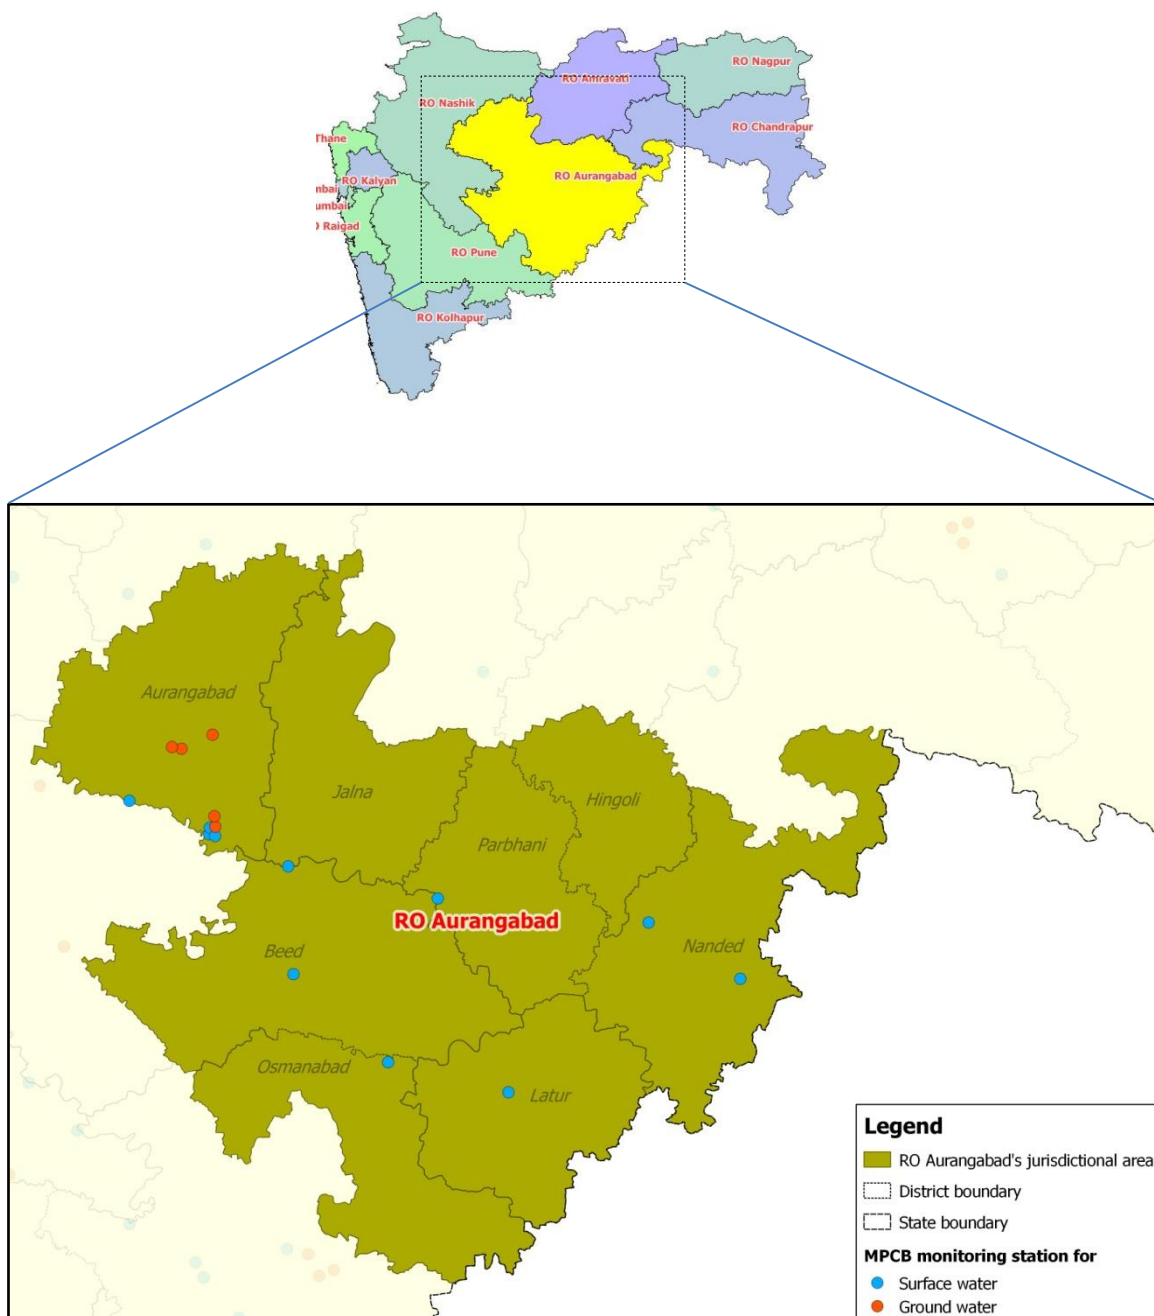 RO Nagpur
RO Amravati
RO Nashik
RO Chandrapur
Thane
RO Aurangabad
RO Kalyan
mbai
umbai
RO Pune
RO Kolhapur
Aurangabad
Jalna
Hingoli
Parbhani
RO Aurangabad
Beed
Nanded
Osmanabad
Latur
Legend
RO Aurangabad's jurisdictional area
District boundary
State boundary
MPCB monitoring station for
Surface water
Ground water